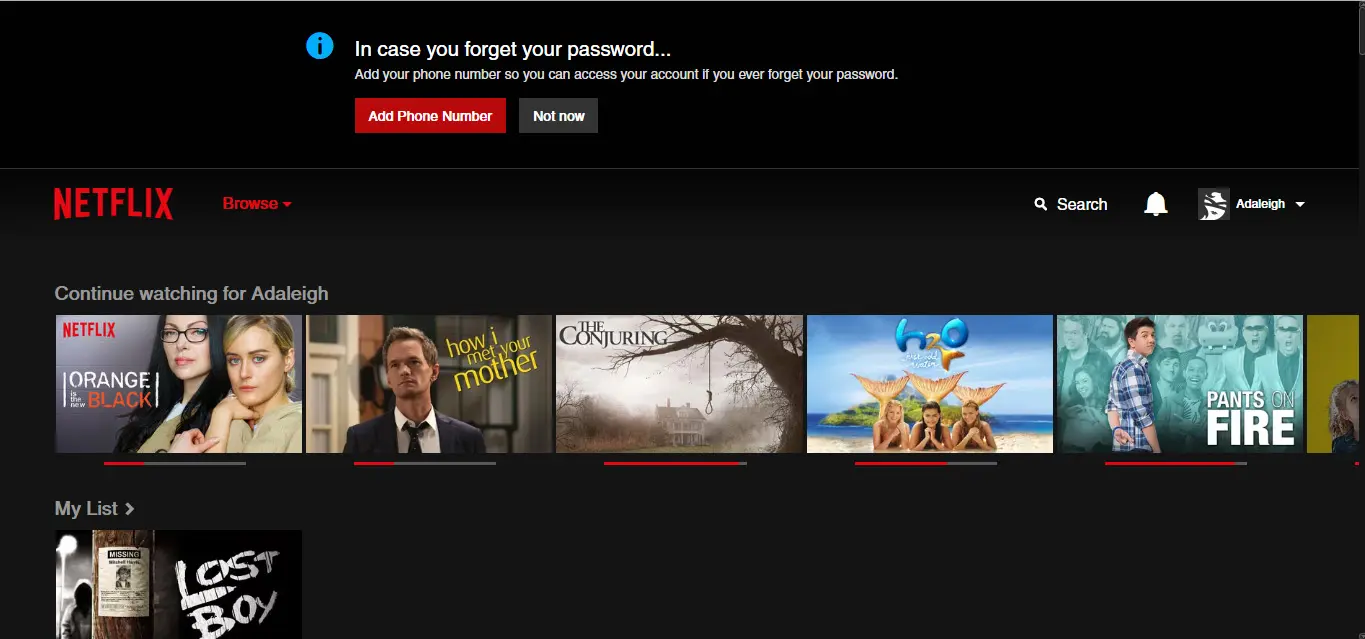 In case you forget your password...
Add your phone number so you can access your account if you ever forget your password.
Add Phone Number
Not now
NETFLIX
Browse
Search
Adaleigh
Continue watching for Adaleigh
NETFLIX
ORANGE
is the new
BLACK
how i
met your
mother
THE
CONJURING
h2o
just add
water
PANTS ON
FIRE
My List
MISSING
LOST
BOY